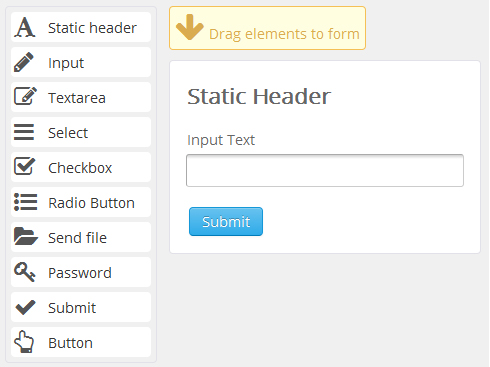 Static header
Input
Textarea
Select
Checkbox
Radio Button
Send file
Password
Submit
Button
Drag elements to form
Static Header
Input Text
Submit